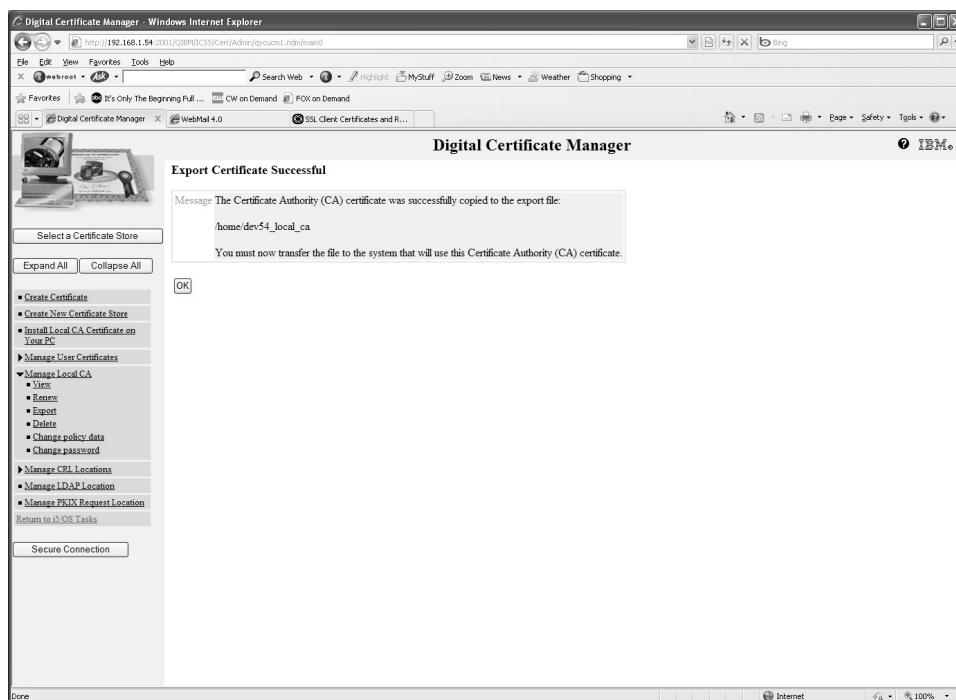 Digital Certificate Manager - Windows Internet Explorer
http://192.168.1.54:2001/QIBM/ICSS/Cert/Admin/qycucm1.ndm/main0
Bing
File Edit View Favorites Tools Help
webroot Ask Search Web Highlight MyStuff Zoom News Weather Shopping
Favorites abc It's Only The Beginning Full ... CW on Demand FOX on Demand
Digital Certificate Manager WebMail 4.0 SSL Client Certificates and R... Page Safety Tools
Digital Certificate Manager
IBM
Export Certificate Successful
Message The Certificate Authority (CA) certificate was successfully copied to the export file:
/home/dev54_local_ca
You must now transfer the file to the system that will use this Certificate Authority (CA) certificate.
OK
Select a Certificate Store
Expand All Collapse All
Create Certificate
Create New Certificate Store
Install Local CA Certificate on
Your PC
Manage User Certificates
Manage Local CA
View
Renew
Export
Delete
Change policy data
Change password
Manage CRL Locations
Manage LDAP Location
Manage PKIX Request Location
Return to i5/OS Tasks
Secure Connection
Done Internet 100%